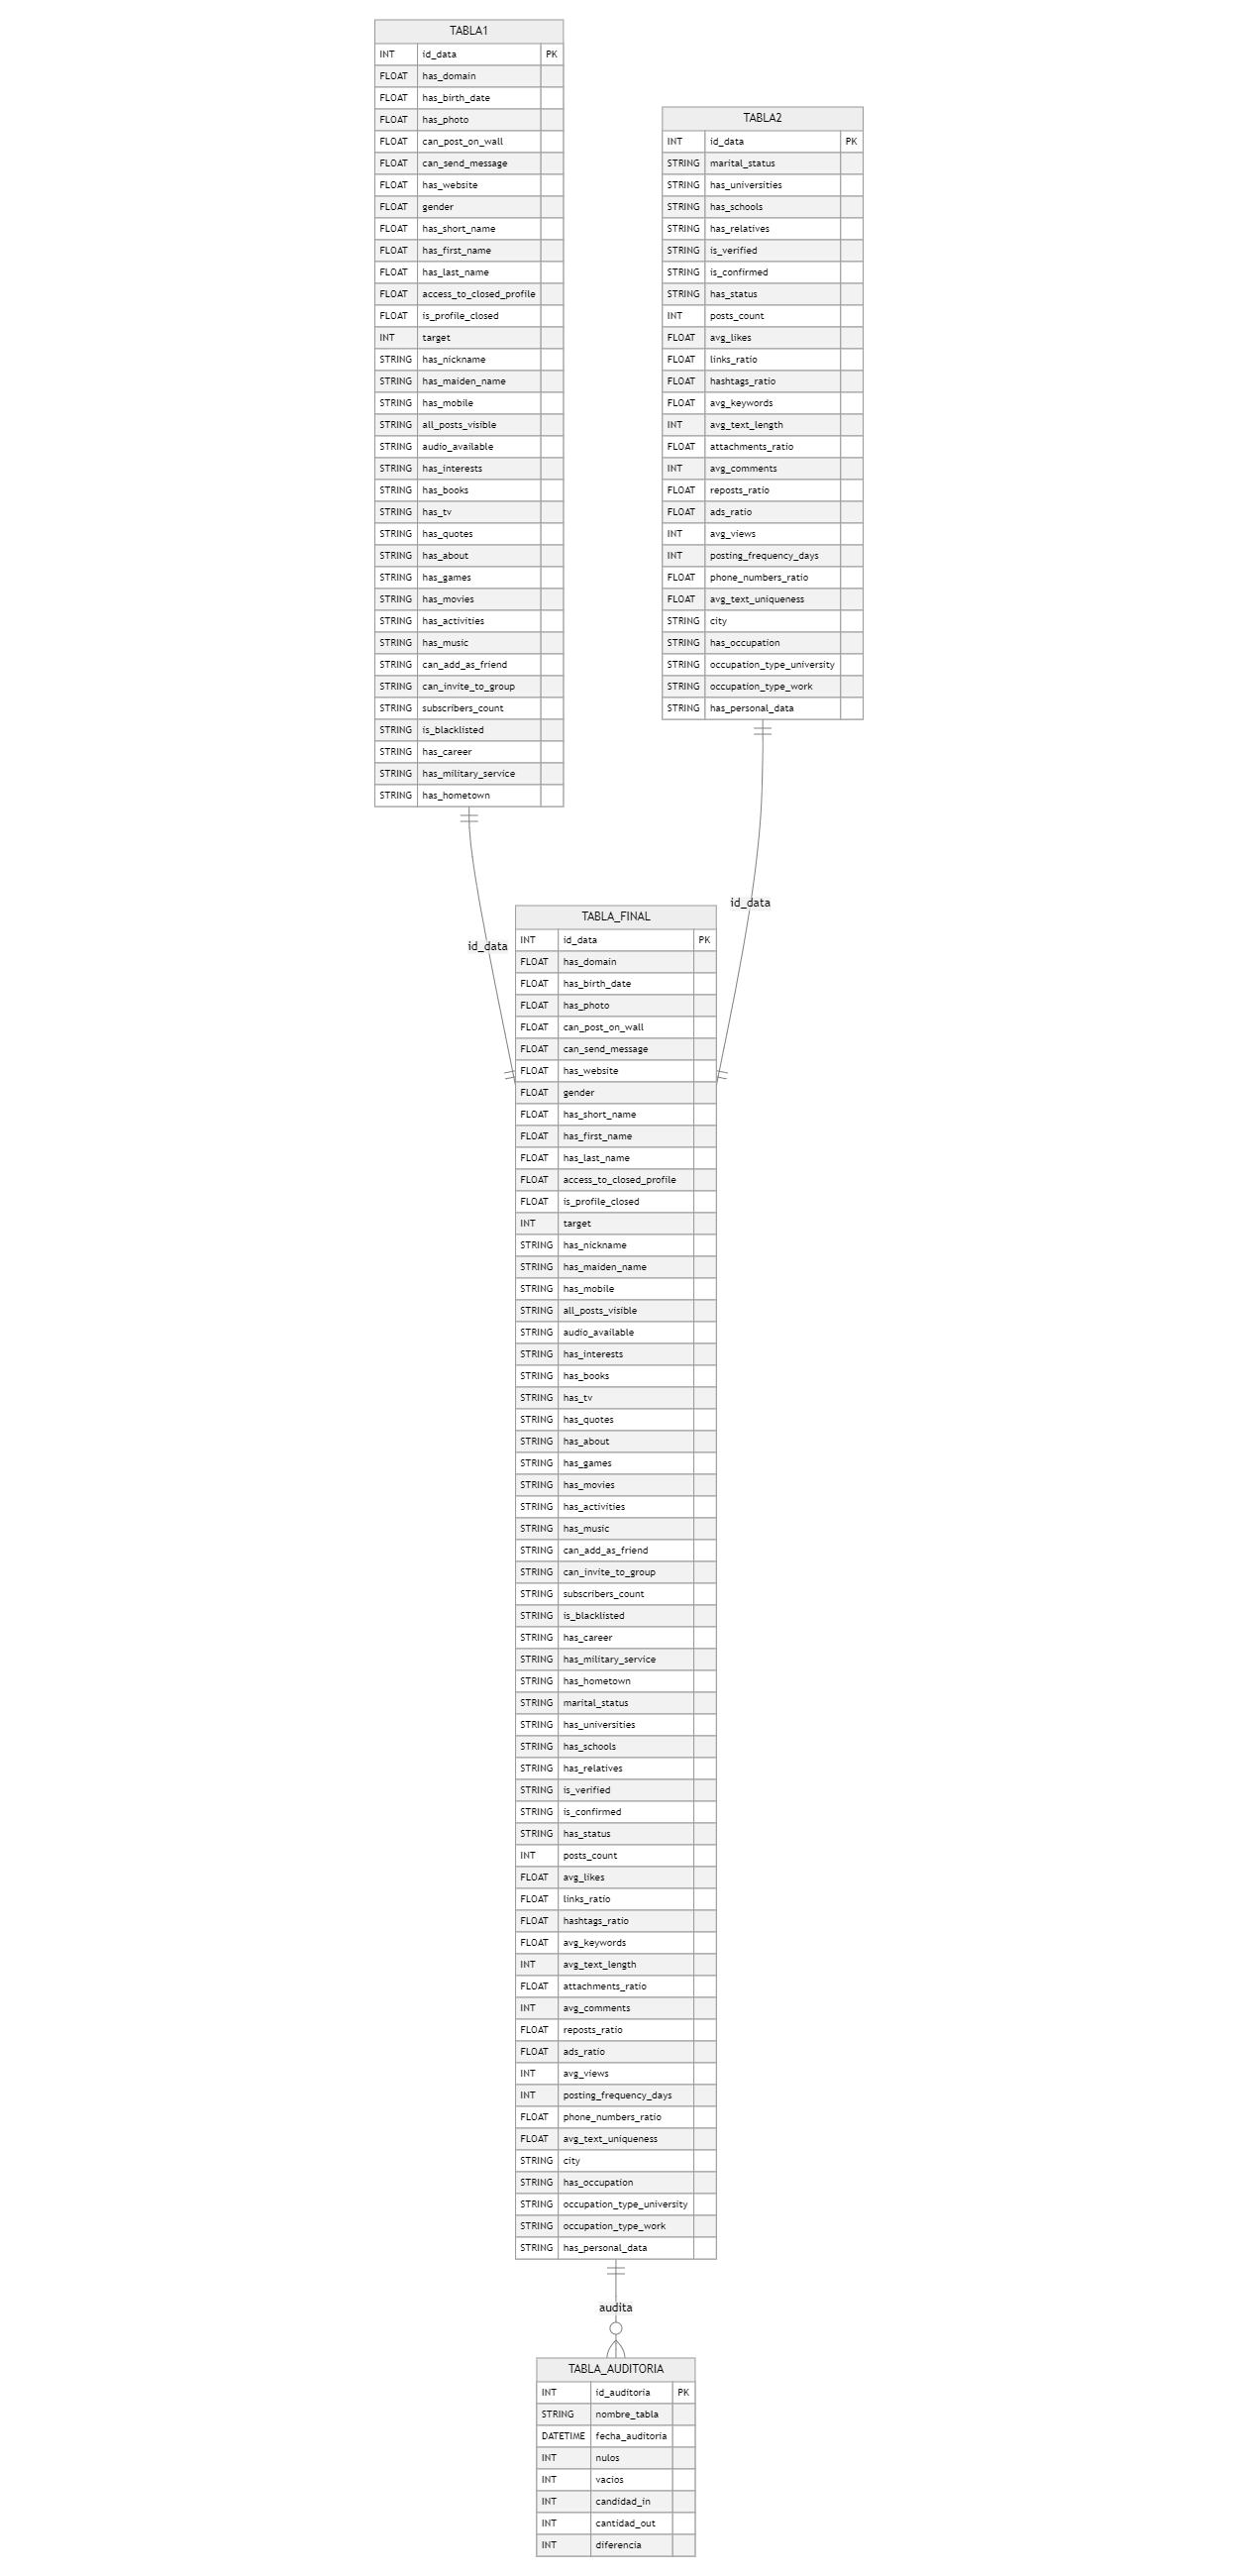 TABLA1
INT id_data PK
FLOAT has_domain
FLOAT has_birth_date
FLOAT has_photo
FLOAT can_post_on_wall
FLOAT can_send_message
FLOAT has_website
FLOAT gender
FLOAT has_short_name
FLOAT has_first_name
FLOAT has_last_name
FLOAT access_to_closed_profile
FLOAT is_profile_closed
INT target
STRING has_nickname
STRING has_maiden_name
STRING has_mobile
STRING all_posts_visible
STRING audio_available
STRING has_interests
STRING has_books
STRING has_tv
STRING has_quotes
STRING has_about
STRING has_games
STRING has_movies
STRING has_activities
STRING has_music
STRING can_add_as_friend
STRING can_invite_to_group
STRING subscribers_count
STRING is_blacklisted
STRING has_career
STRING has_military_service
STRING has_hometown
TABLA2
INT id_data PK
STRING marital_status
STRING has_universities
STRING has_schools
STRING has_relatives
STRING is_verified
STRING is_confirmed
STRING has_status
INT posts_count
FLOAT avg_likes
FLOAT links_ratio
FLOAT hashtags_ratio
FLOAT avg_keywords
INT avg_text_length
FLOAT attachments_ratio
INT avg_comments
FLOAT reposts_ratio
FLOAT ads_ratio
INT avg_views
INT posting_frequency_days
FLOAT phone_numbers_ratio
FLOAT avg_text_uniqueness
STRING city
STRING has_occupation
STRING occupation_type_university
STRING occupation_type_work
STRING has_personal_data
id_data
id_data
TABLA_FINAL
INT id_data PK
FLOAT has_domain
FLOAT has_birth_date
FLOAT has_photo
FLOAT can_post_on_wall
FLOAT can_send_message
FLOAT has_website
FLOAT gender
FLOAT has_short_name
FLOAT has_first_name
FLOAT has_last_name
FLOAT access_to_closed_profile
FLOAT is_profile_closed
INT target
STRING has_nickname
STRING has_maiden_name
STRING has_mobile
STRING all_posts_visible
STRING audio_available
STRING has_interests
STRING has_books
STRING has_tv
STRING has_quotes
STRING has_about
STRING has_games
STRING has_movies
STRING has_activities
STRING has_music
STRING can_add_as_friend
STRING can_invite_to_group
STRING subscribers_count
STRING is_blacklisted
STRING has_career
STRING has_military_service
STRING has_hometown
STRING marital_status
STRING has_universities
STRING has_schools
STRING has_relatives
STRING is_verified
STRING is_confirmed
STRING has_status
INT posts_count
FLOAT avg_likes
FLOAT links_ratio
FLOAT hashtags_ratio
FLOAT avg_keywords
INT avg_text_length
FLOAT attachments_ratio
INT avg_comments
FLOAT reposts_ratio
FLOAT ads_ratio
INT avg_views
INT posting_frequency_days
FLOAT phone_numbers_ratio
FLOAT avg_text_uniqueness
STRING city
STRING has_occupation
STRING occupation_type_university
STRING occupation_type_work
STRING has_personal_data
audita
TABLA_AUDITORIA
INT id_auditoria PK
STRING nombre_tabla
DATETIME fecha_auditoria
INT nulos
INT vacios
INT candidad_in
INT cantidad_out
INT diferencia